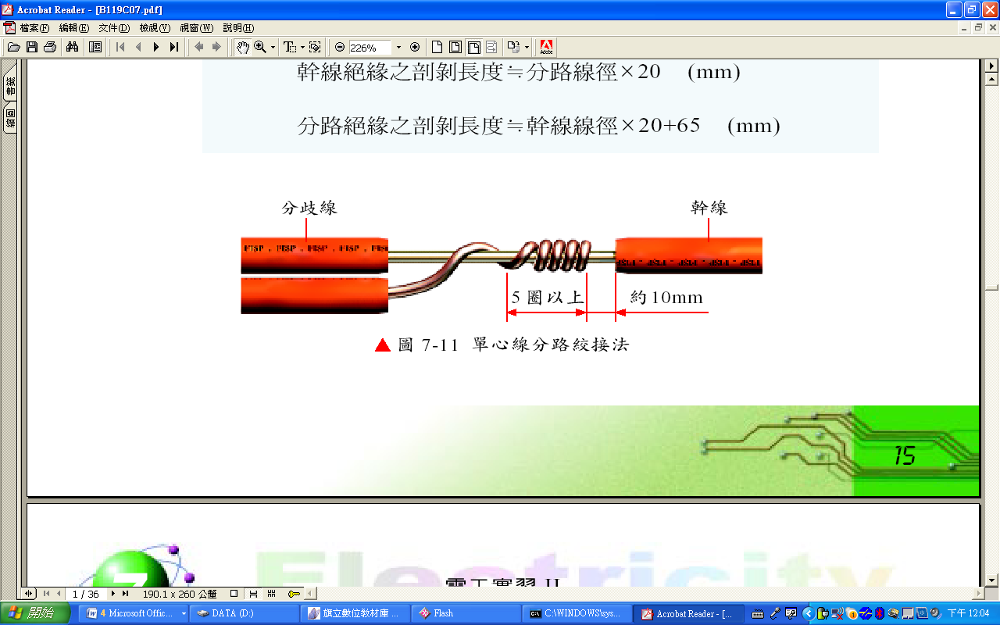 Acrobat Reader - [B119C07.pdf]
檔案(F) 編輯(E) 文件(D) 檢視(V) 視窗(W) 說明(H)
226%
書籤
縮圖
幹線絕緣之剖剝長度≒分路線徑×20 (mm)
分路絕緣之剖剝長度≒幹線線徑×20+65 (mm)
分歧線 幹線
5 圈以上 約10mm
▲ 圖 7-11 單心線分路絞接法
15
7
Electricity
電工實習 II
1 / 36 190.1 x 260 公釐
開始 4 Microsoft Offic... DATA (D:) 旗立數位教材庫 ... Flash C:\WINDOWS\sys... Acrobat Reader - [... 下午 12:04